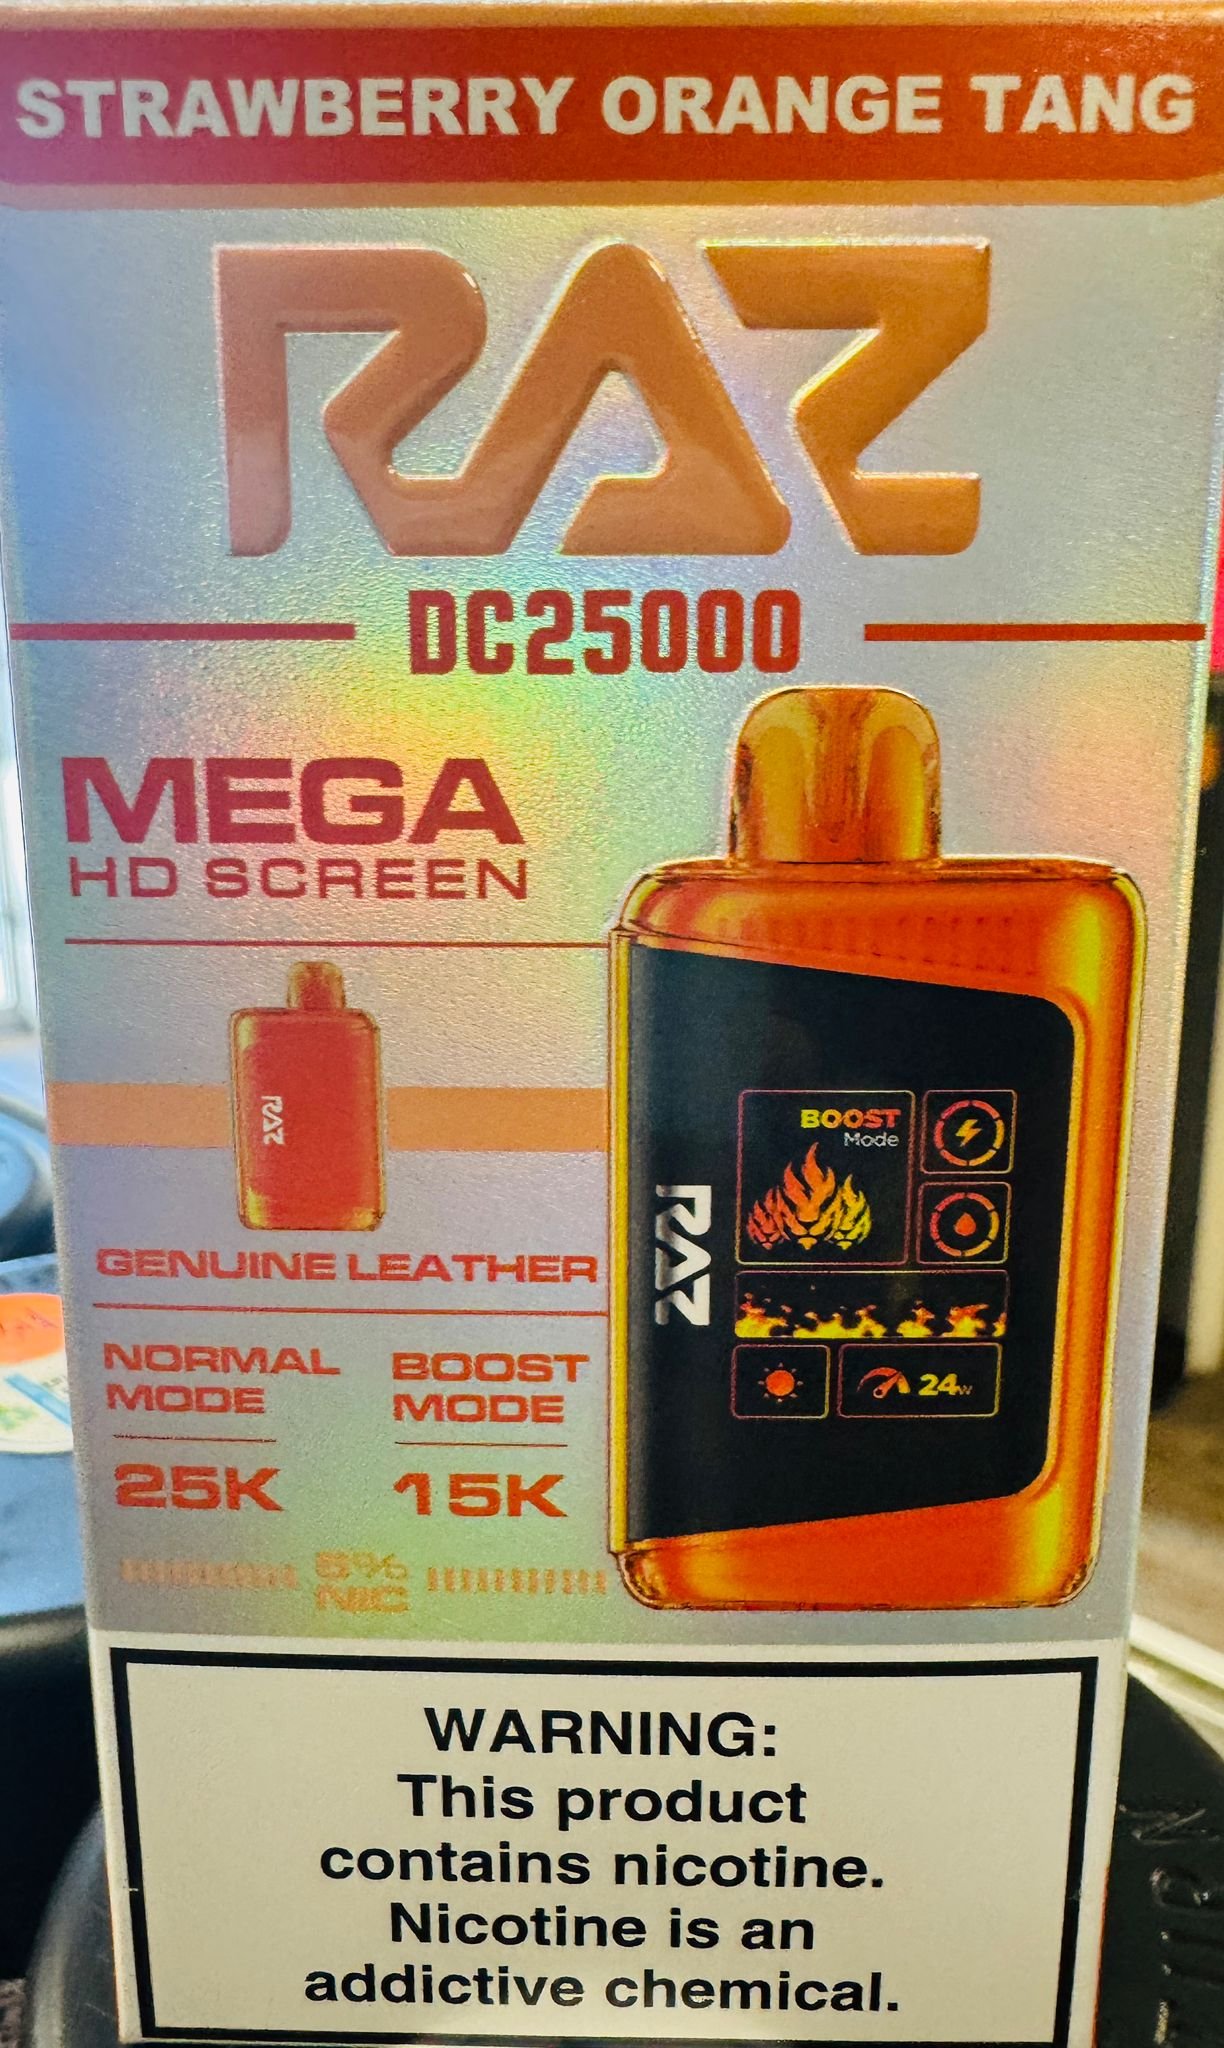 STRAWBERRY ORANGE TANG
RAZ
DC25000
MEGA
HD SCREEN
RAZ
GENUINE LEATHER
NORMAL
MODE
25K
BOOST
MODE
15K
5%
NIC
BOOST
Mode
RAZ
24W
WARNING:
This product
contains nicotine.
Nicotine is an
addictive chemical.